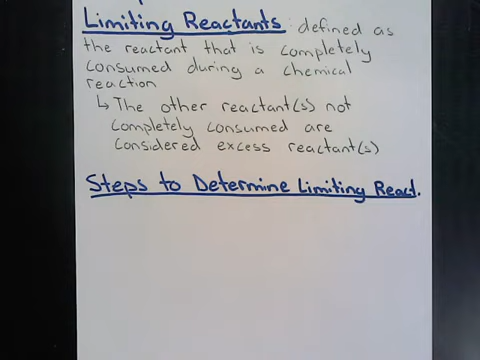 Limiting Reactants: defined as
the reactant that is completely
consumed during a chemical
reaction
↳ The other reactant(s) not
completely consumed are
considered excess reactant(s)
Steps to Determine Limiting React.